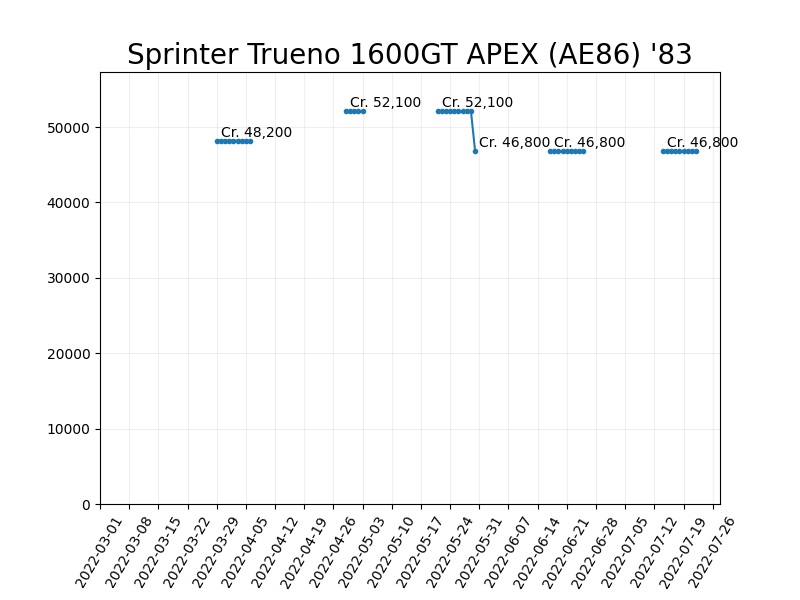 Sprinter Trueno 1600GT APEX (AE86) '83
Cr. 52,100 Cr. 52,100
Cr. 48,200
Cr. 46,800 Cr. 46,800 Cr. 46,800
50000
40000
30000
20000
10000
0
2022-03-01 2022-03-08 2022-03-15 2022-03-22 2022-03-29 2022-04-05 2022-04-12 2022-04-19 2022-04-26 2022-05-03 2022-05-10 2022-05-17 2022-05-24 2022-05-31 2022-06-07 2022-06-14 2022-06-21 2022-06-28 2022-07-05 2022-07-12 2022-07-19 2022-07-26